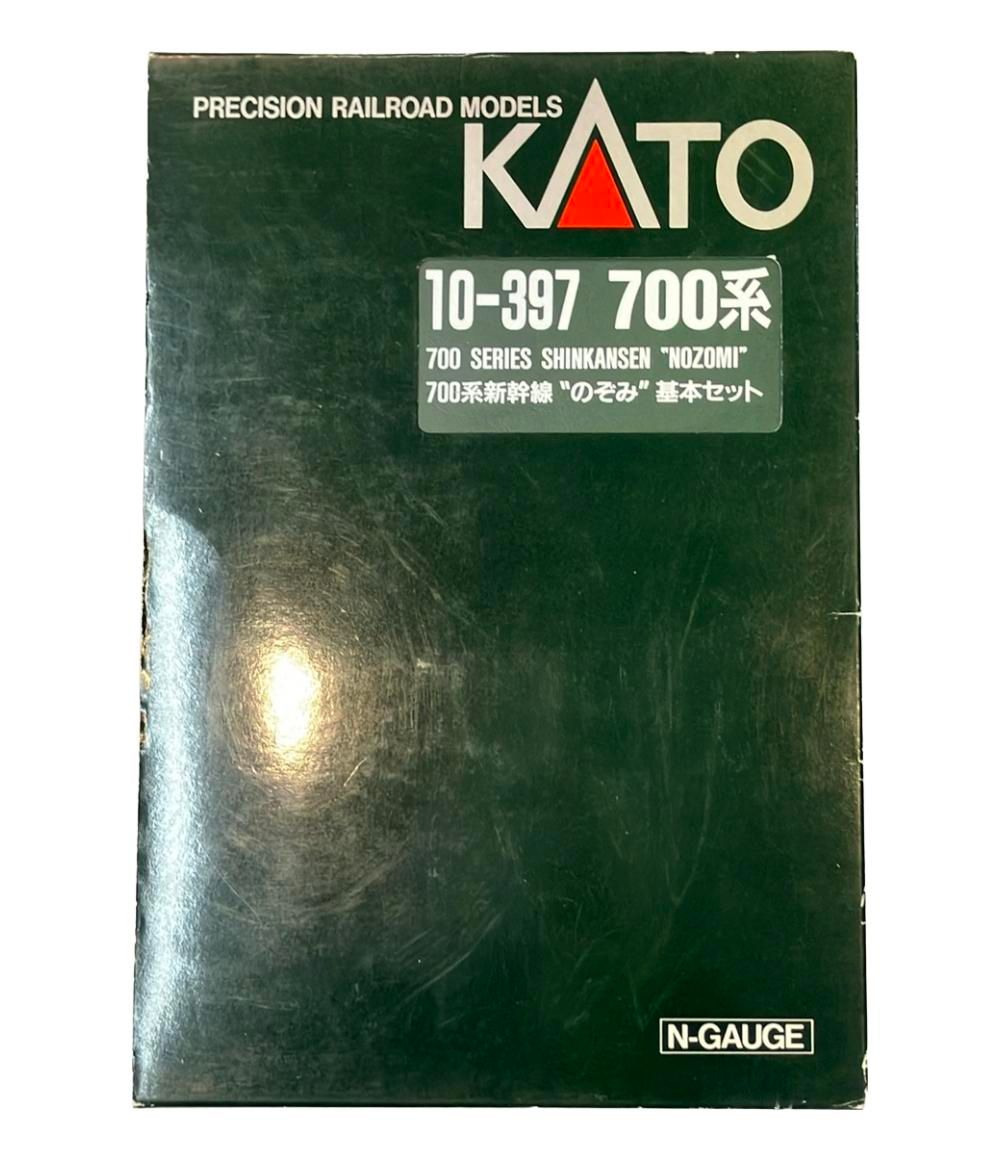 PRECISION RAILROAD MODELS
KATO
10-397 700系
700 SERIES SHINKANSEN "NOZOMI"
700系新幹線 "のぞみ" 基本セット
N-GAUGE